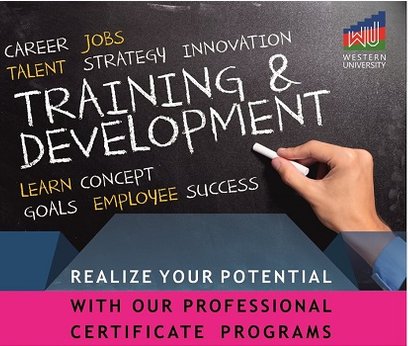 CAREER JOBS
TALENT STRATEGY INNOVATION
WU
WESTERN
UNIVERSITY
TRAINING &
DEVELOPMENT
LEARN CONCEPT
GOALS EMPLOYEE SUCCESS
REALIZE YOUR POTENTIAL
WITH OUR PROFESSIONAL
CERTIFICATE PROGRAMS